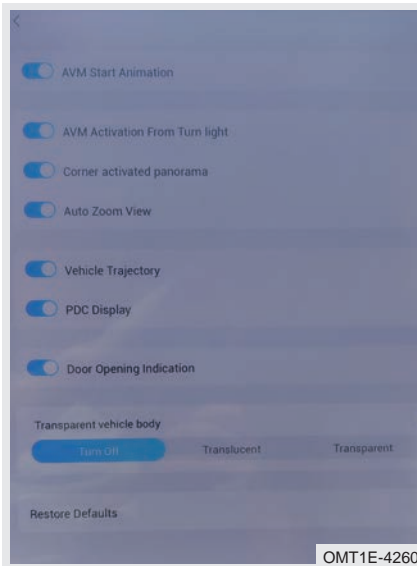 AVM Start Animation
AVM Activation From Turn light
Corner activated panorama
Auto Zoom View
Vehicle Trajectory
PDC Display
Door Opening Indication
Transparent vehicle body
Turn Off Translucent Transparent
Restore Defaults
OMT1E-4260